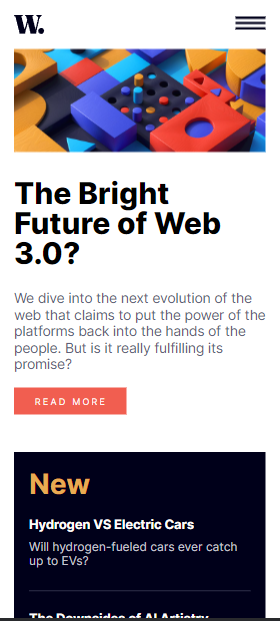 W.
The Bright
Future of Web
3.0?
We dive into the next evolution of the
web that claims to put the power of the
platforms back into the hands of the
people. But is it really fulfilling its
promise?
READ MORE
New
Hydrogen VS Electric Cars
Will hydrogen-fueled cars ever catch
up to EVs?
The Downsides of AI Artistry